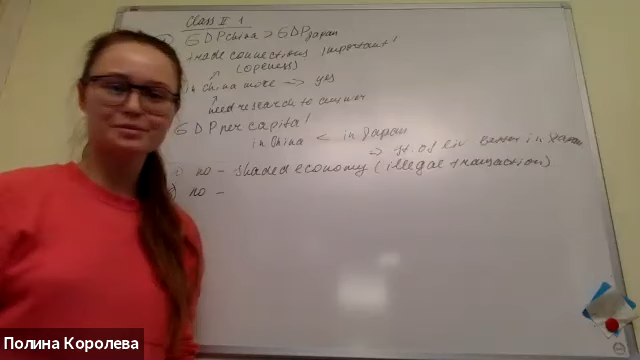 Class II 1
GDP China > GDP Japan
trade connections important!
(openess)
in China more → yes
need research to answer
GDP per capita!
in China < in Japan
→ st. of liv better in Japan
no - shaded economy (illegal transaction)
no -
Полина Королева